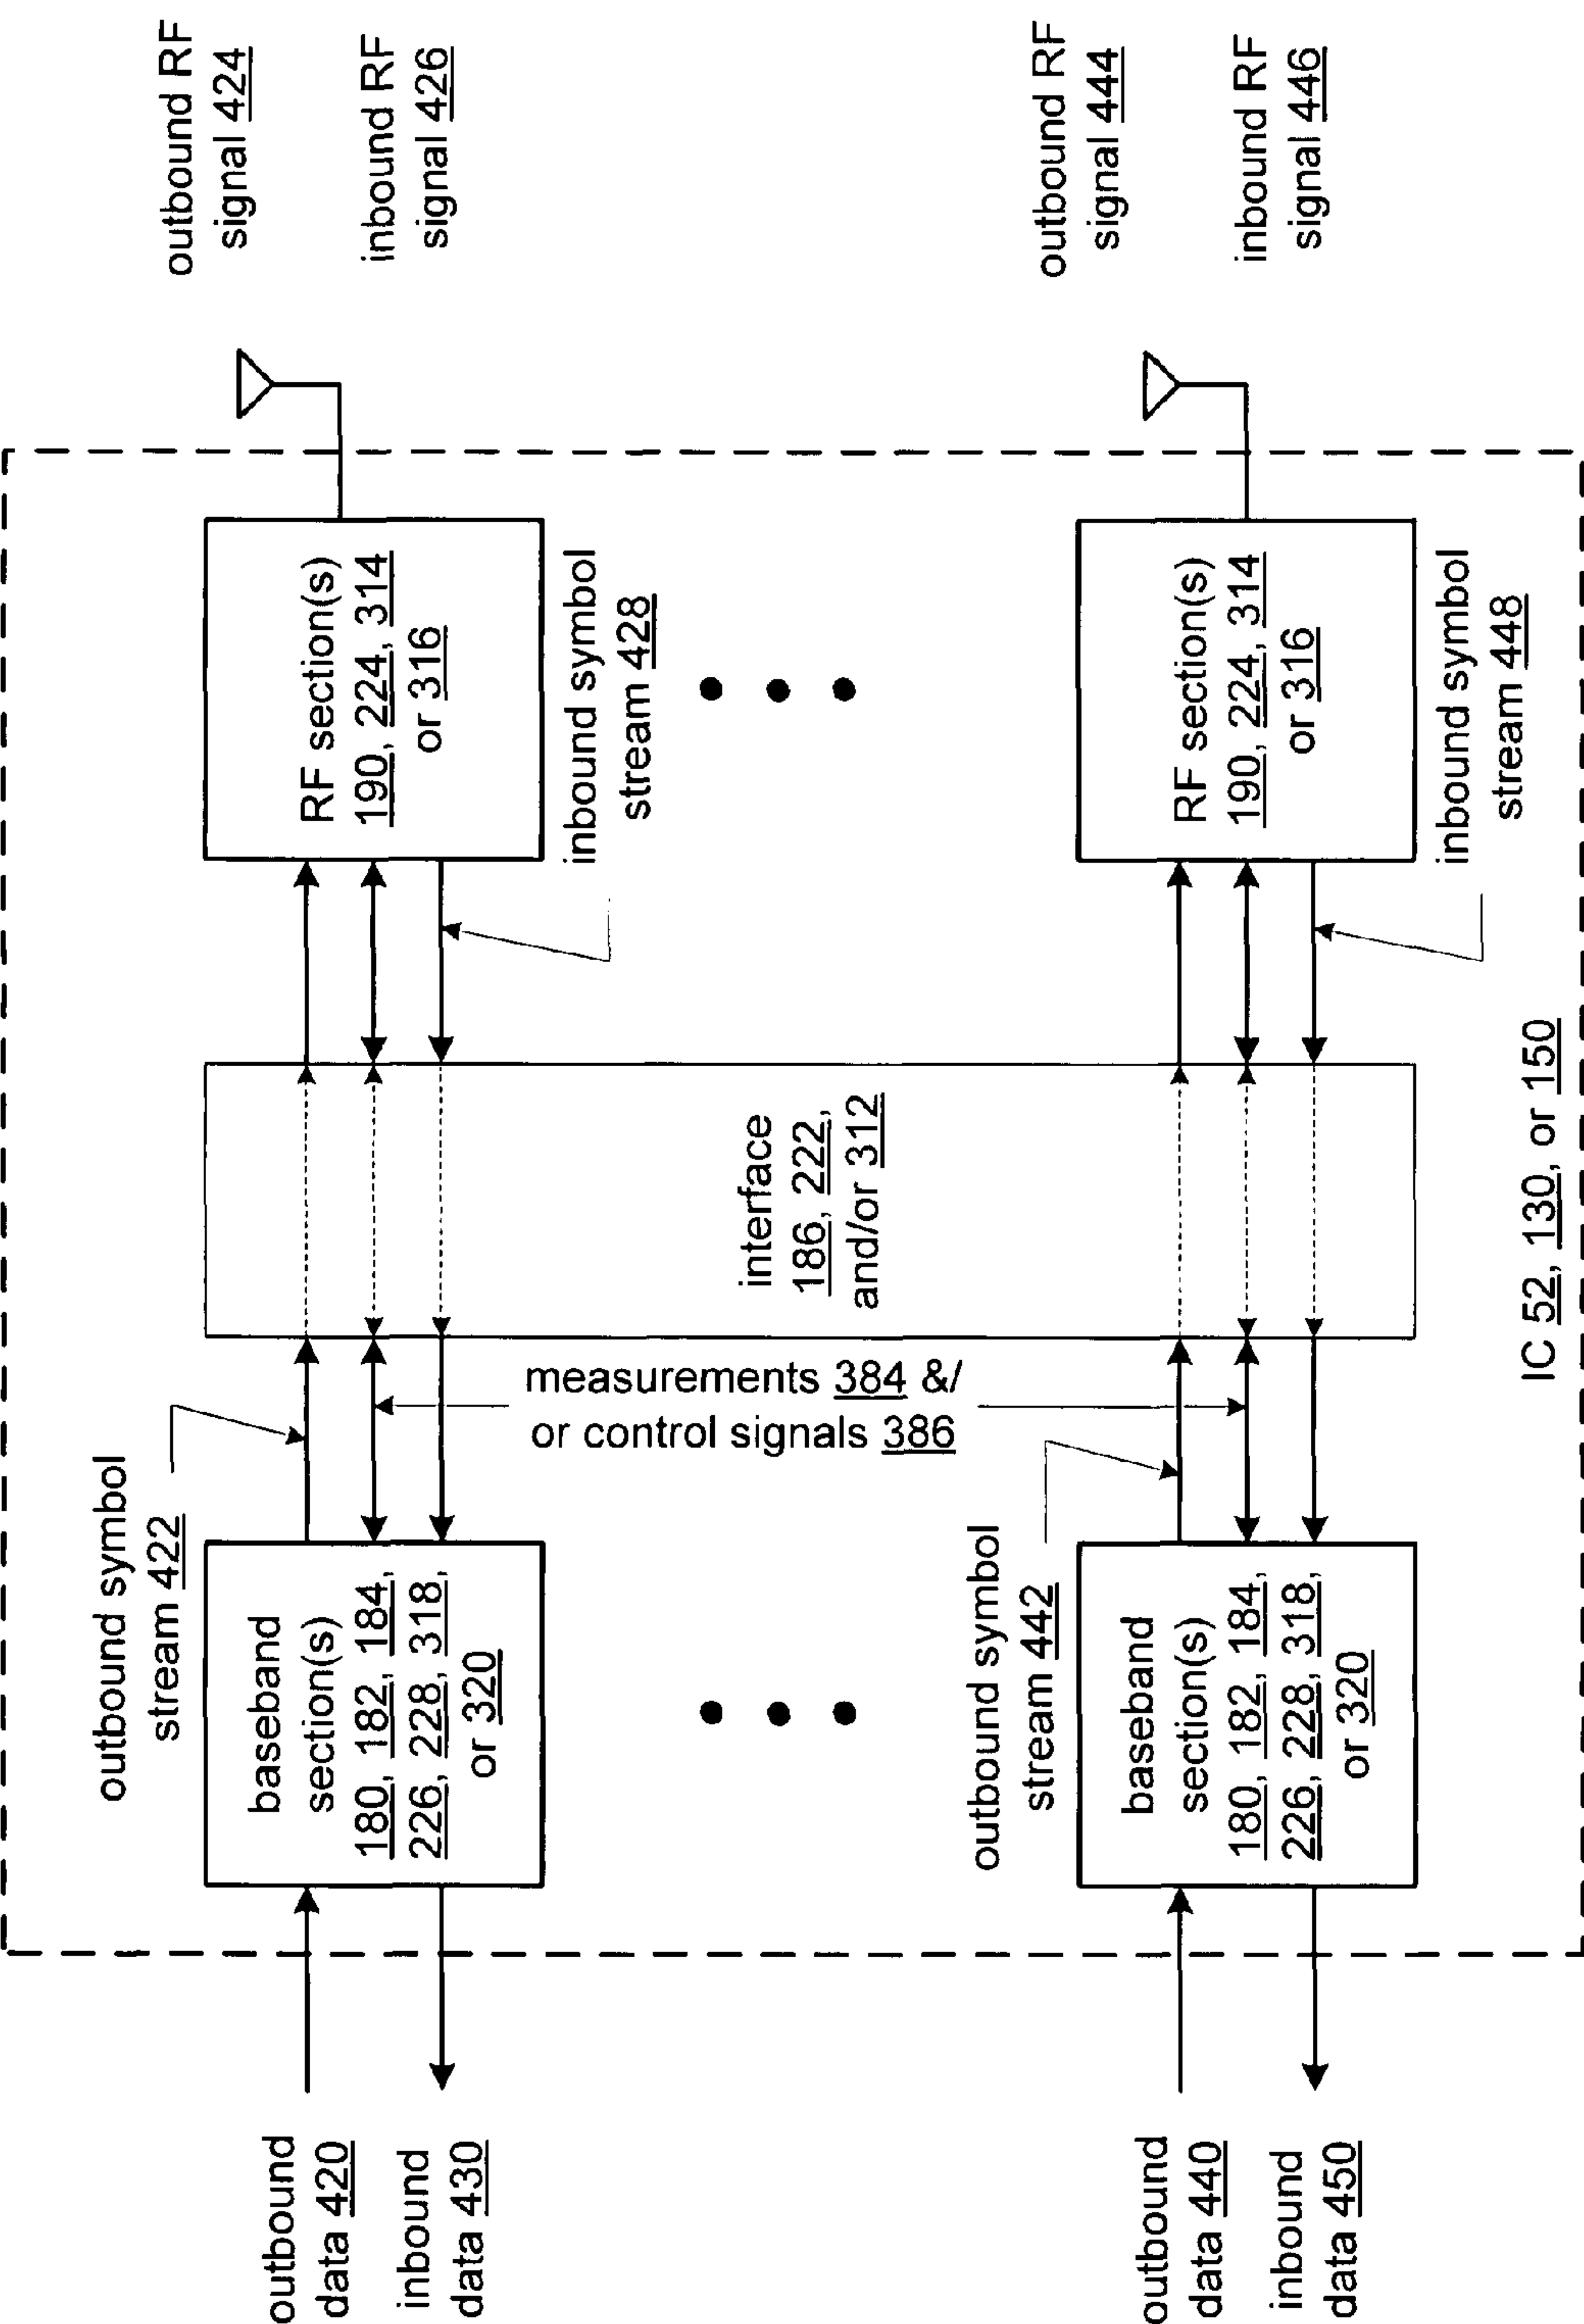 outbound RF
signal 424
inbound RF
signal 426
outbound RF
signal 444
inbound RF
signal 446
RF section(s)
190, 224, 314
or 316
inbound symbol
stream 428
RF section(s)
190, 224, 314
or 316
inbound symbol
stream 448
interface
186, 222,
and/or 312
IC 52, 130, or 150
measurements 384 &/
or control signals 386
outbound symbol
stream 422
baseband
section(s)
180, 182, 184,
226, 228, 318,
or 320
outbound symbol
stream 442
baseband
section(s)
180, 182, 184,
226, 228, 318,
or 320
outbound
data 420
inbound
data 430
outbound
data 440
inbound
data 450